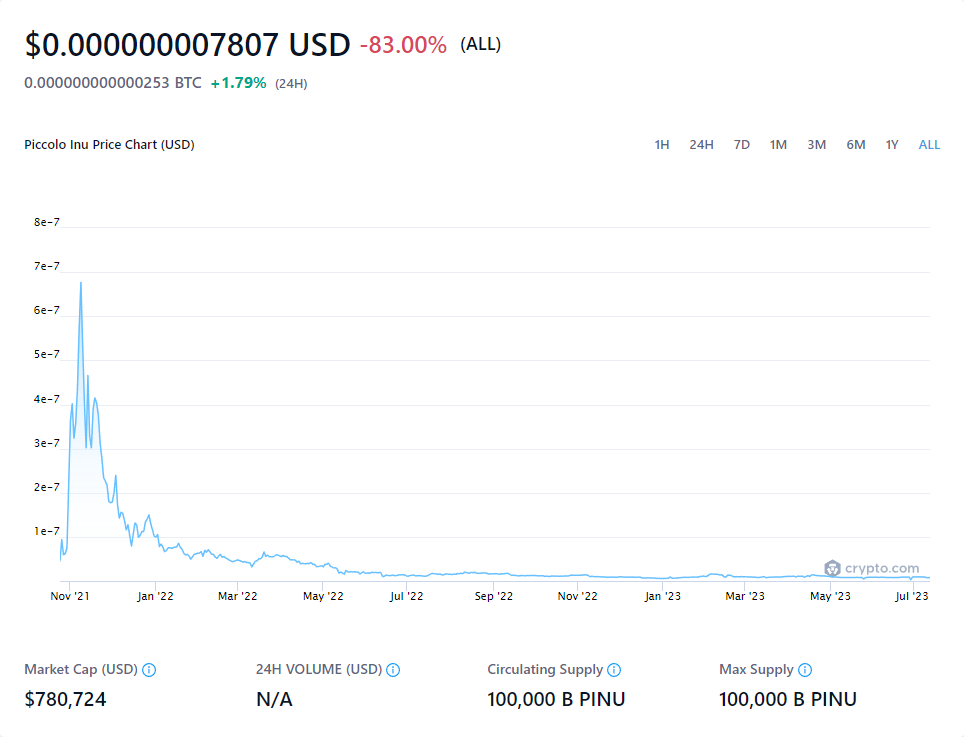 $0.000000007807 USD -83.00% (ALL)
0.000000000000253 BTC +1.79% (24H)
Piccolo Inu Price Chart (USD) 1H 24H 7D 1M 3M 6M 1Y ALL
8e-7
7e-7
6e-7
5e-7
4e-7
3e-7
2e-7
1e-7
crypto.com
Nov '21 Jan '22 Mar '22 May '22 Jul '22 Sep '22 Nov '22 Jan '23 Mar '23 May '23 Jul '23
Market Cap (USD) 24H VOLUME (USD) Circulating Supply Max Supply
$780,724 N/A 100,000 B PINU 100,000 B PINU